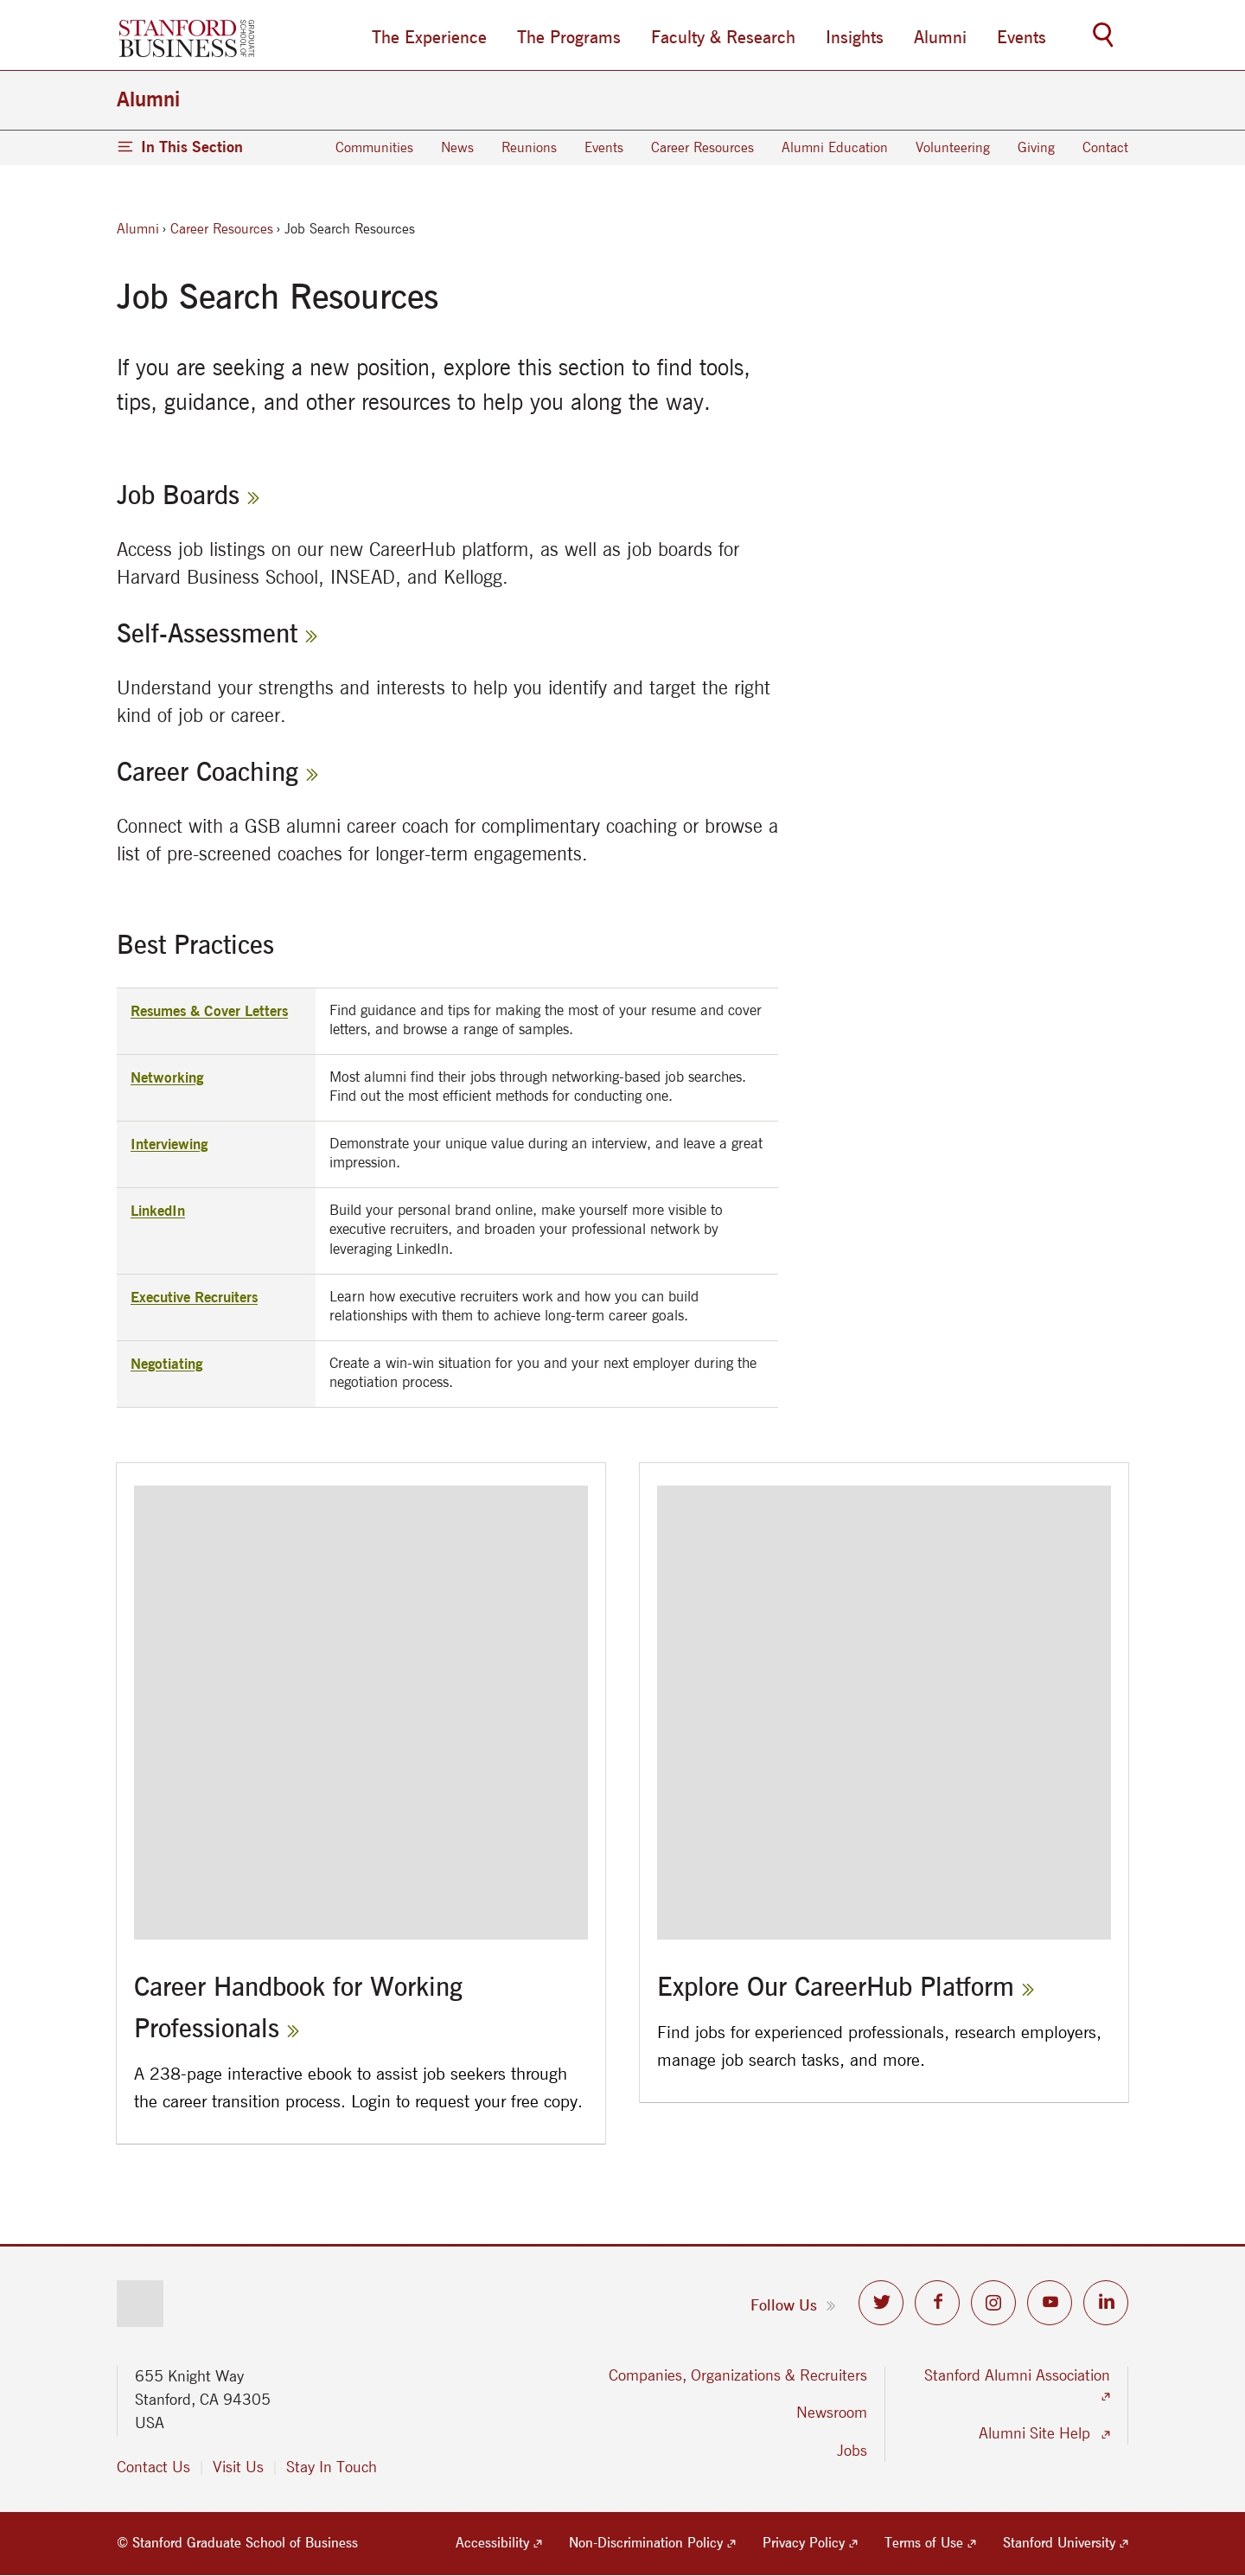 STANFORD
BUSINESS
GRADUATE
SCHOOL OF
The Experience
The Programs
Faculty & Research
Insights
Alumni
Events
Alumni
In This Section
Communities
News
Reunions
Events
Career Resources
Alumni Education
Volunteering
Giving
Contact
Alumni › Career Resources › Job Search Resources
Job Search Resources
If you are seeking a new position, explore this section to find tools,
tips, guidance, and other resources to help you along the way.
Job Boards »
Access job listings on our new CareerHub platform, as well as job boards for
Harvard Business School, INSEAD, and Kellogg.
Self-Assessment »
Understand your strengths and interests to help you identify and target the right
kind of job or career.
Career Coaching »
Connect with a GSB alumni career coach for complimentary coaching or browse a
list of pre-screened coaches for longer-term engagements.
Best Practices
Resumes & Cover Letters
Find guidance and tips for making the most of your resume and cover
letters, and browse a range of samples.
Networking
Most alumni find their jobs through networking-based job searches.
Find out the most efficient methods for conducting one.
Interviewing
Demonstrate your unique value during an interview, and leave a great
impression.
LinkedIn
Build your personal brand online, make yourself more visible to
executive recruiters, and broaden your professional network by
leveraging LinkedIn.
Executive Recruiters
Learn how executive recruiters work and how you can build
relationships with them to achieve long-term career goals.
Negotiating
Create a win-win situation for you and your next employer during the
negotiation process.
Career Handbook for Working
Professionals »
A 238-page interactive ebook to assist job seekers through
the career transition process. Login to request your free copy.
Explore Our CareerHub Platform »
Find jobs for experienced professionals, research employers,
manage job search tasks, and more.
Follow Us »
655 Knight Way
Stanford, CA 94305
USA
Contact Us | Visit Us | Stay In Touch
Companies, Organizations & Recruiters
Newsroom
Jobs
Stanford Alumni Association
Alumni Site Help
© Stanford Graduate School of Business
Accessibility
Non-Discrimination Policy
Privacy Policy
Terms of Use
Stanford University